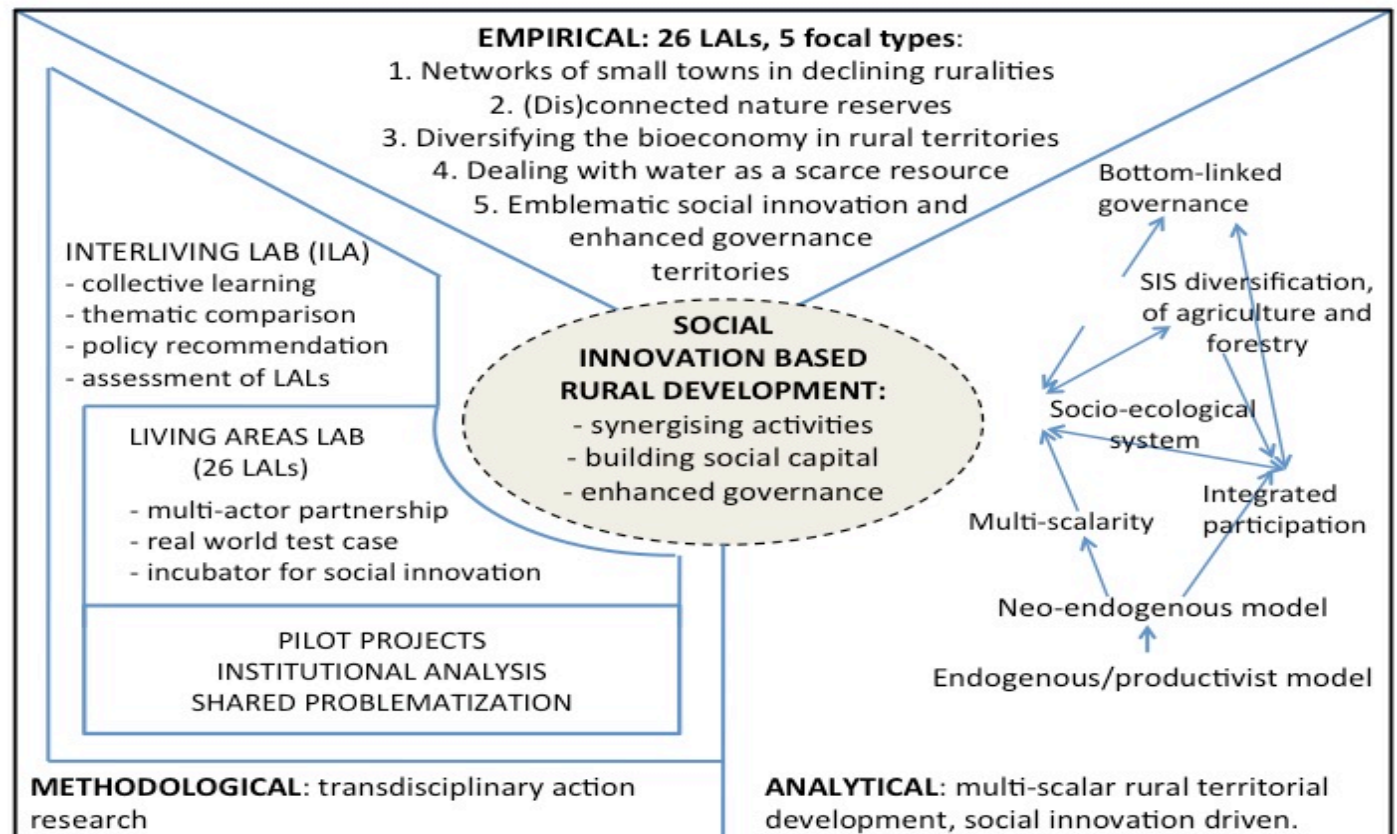 EMPIRICAL: 26 LALs, 5 focal types:
1. Networks of small towns in declining ruralities
2. (Dis)connected nature reserves
3. Diversifying the bioeconomy in rural territories
4. Dealing with water as a scarce resource
5. Emblematic social innovation and
enhanced governance
territories
INTERLIVING LAB (ILA)
- collective learning
- thematic comparison
- policy recommendation
- assessment of LALs
LIVING AREAS LAB
(26 LALs)
- multi-actor partnership
- real world test case
- incubator for social innovation
PILOT PROJECTS
INSTITUTIONAL ANALYSIS
SHARED PROBLEMATIZATION
METHODOLOGICAL: transdisciplinary action
research
SOCIAL
INNOVATION BASED
RURAL DEVELOPMENT:
- synergising activities
- building social capital
- enhanced governance
Bottom-linked
governance
SIS diversification,
of agriculture and
forestry
Socio-ecological
system
Integrated
participation
Multi-scalarity
Neo-endogenous model
Endogenous/productivist model
ANALYTICAL: multi-scalar rural territorial
development, social innovation driven.